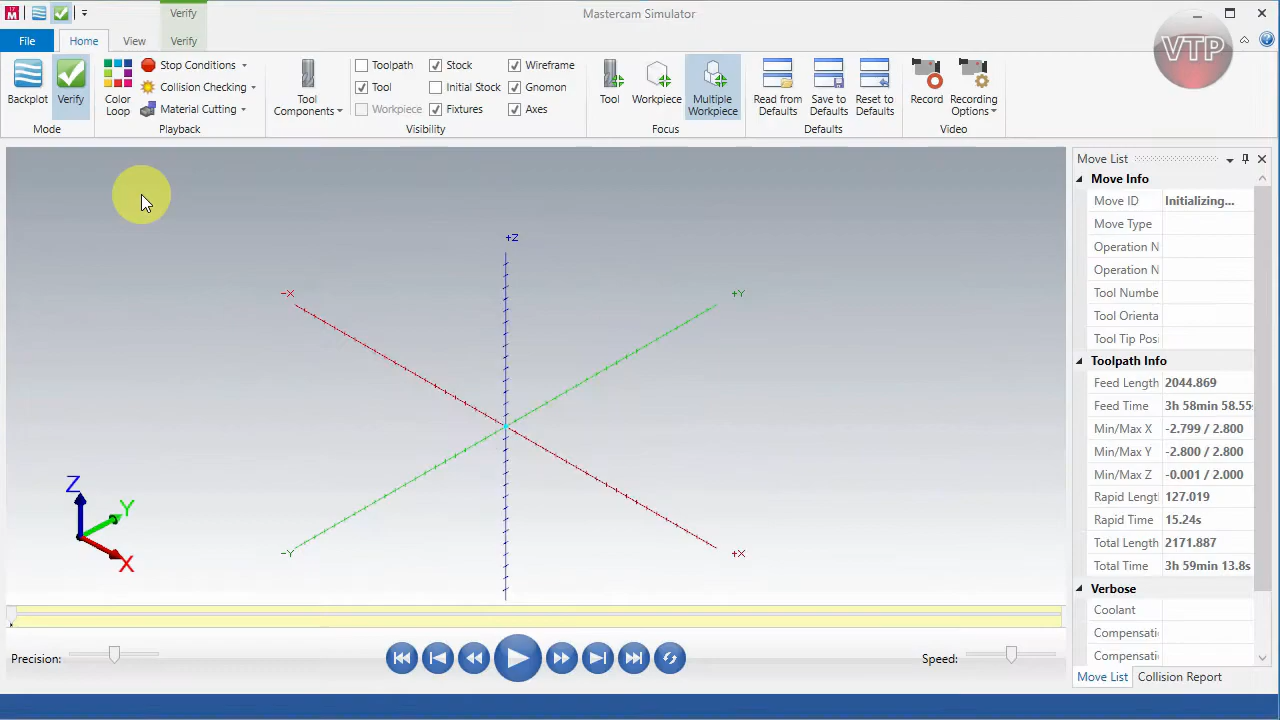 Verify
Mastercam Simulator
File
Home
View
Verify
VTP
Backplot
Verify
Mode
Color Loop
Stop Conditions
Collision Checking
Material Cutting
Playback
Tool Components
Toolpath
Tool
Workpiece
Stock
Initial Stock
Fixtures
Wireframe
Gnomon
Axes
Visibility
Tool
Workpiece
Multiple Workpiece
Focus
Read from Defaults
Save to Defaults
Reset to Defaults
Defaults
Record
Recording Options
Video
+Z
-X
+Y
-Y
+X
Z
Y
X
Move List
Move Info
Move ID Initializing...
Move Type
Operation N
Operation N
Tool Numbe
Tool Orienta
Tool Tip Posi
Toolpath Info
Feed Length 2044.869
Feed Time 3h 58min 58.55
Min/Max X -2.799 / 2.800
Min/Max Y -2.800 / 2.800
Min/Max Z -0.001 / 2.000
Rapid Lengt 127.019
Rapid Time 15.24s
Total Length 2171.887
Total Time 3h 59min 13.8s
Verbose
Coolant
Compensati
Compensati
Move List
Collision Report
Precision:
Speed: